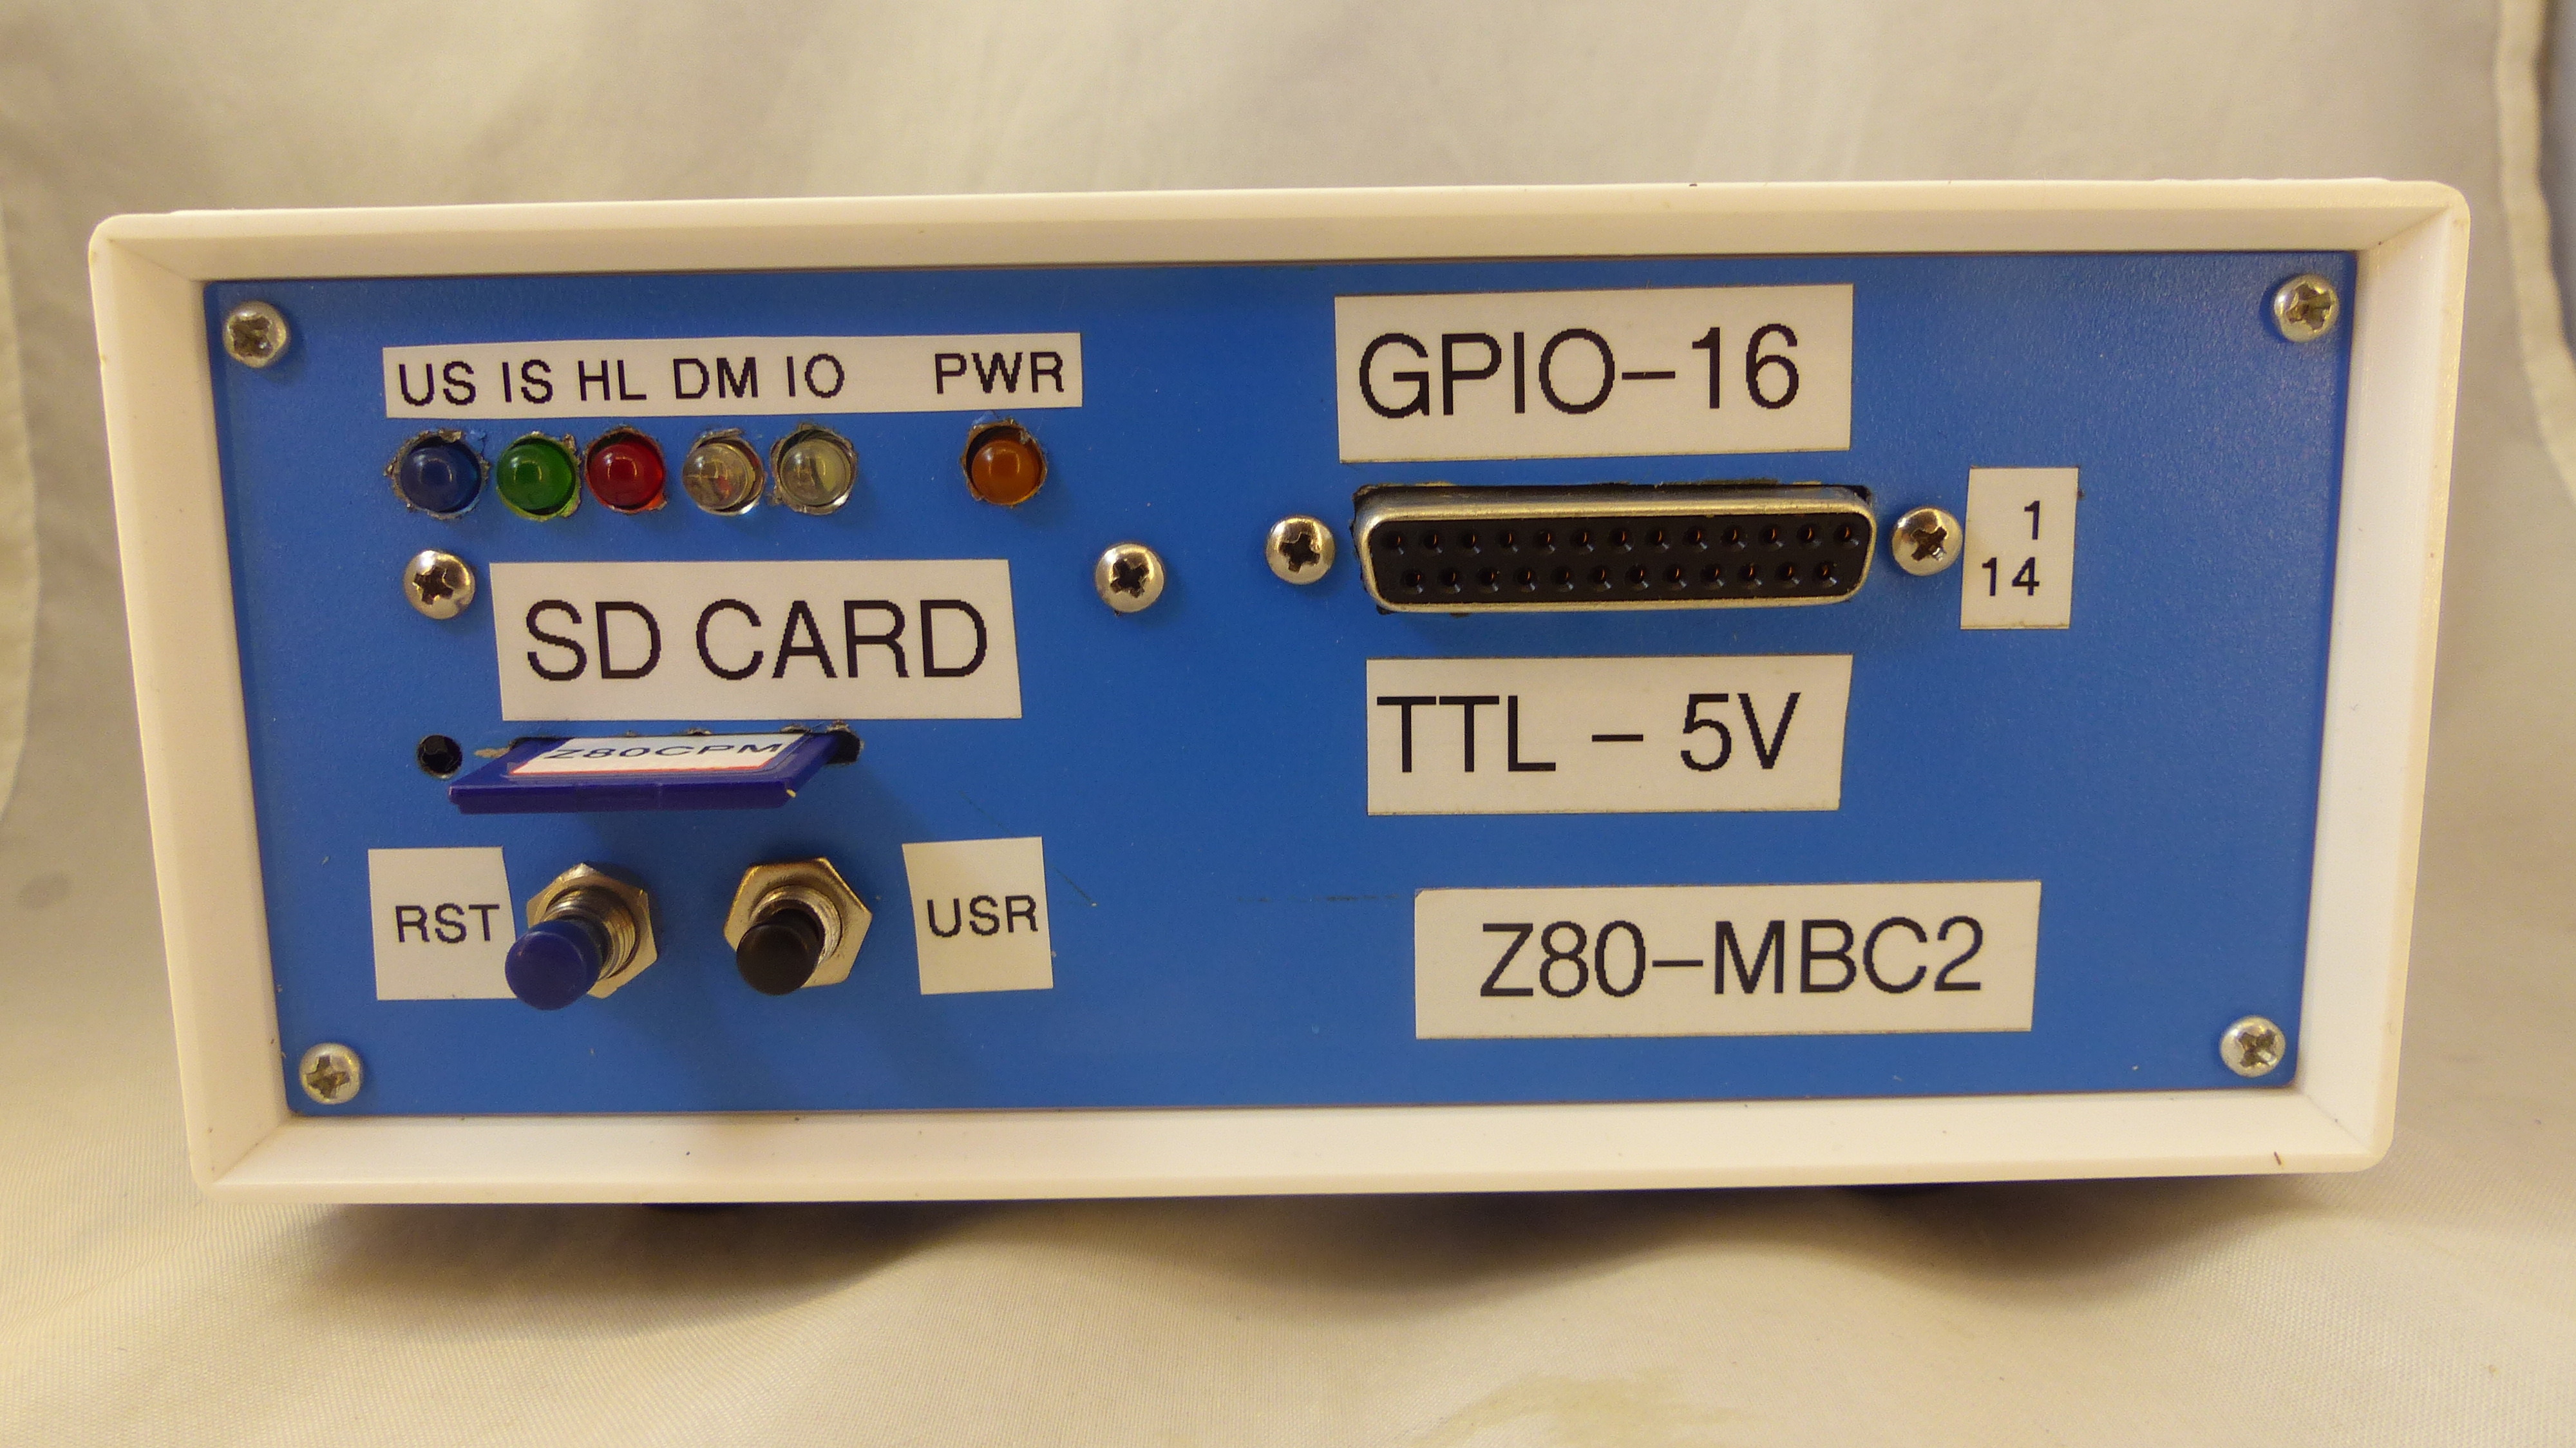 US IS HL DM IO PWR
SD CARD
Z80CPM
RST
USR
GPIO-16
1
14
TTL - 5V
Z80-MBC2